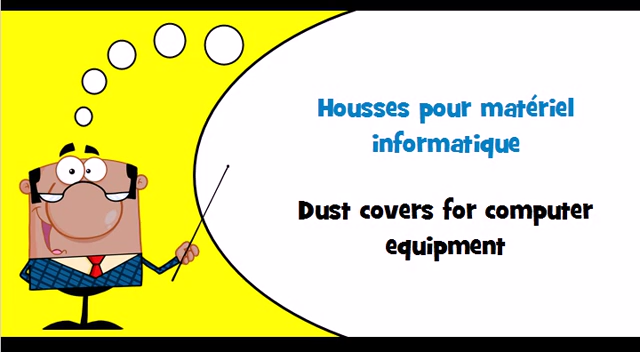 Housses pour matériel
informatique
Dust covers for computer
equipment